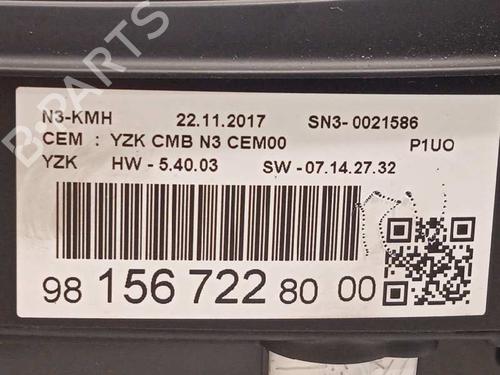 N3-KMH 22.11.2017 SN3- 0021586
CEM : YZK CMB N3 CEM00 P1UO
YZK HW - 5.40.03 SW -07.14.27.32
98 156 722 80 00
B-PARTS